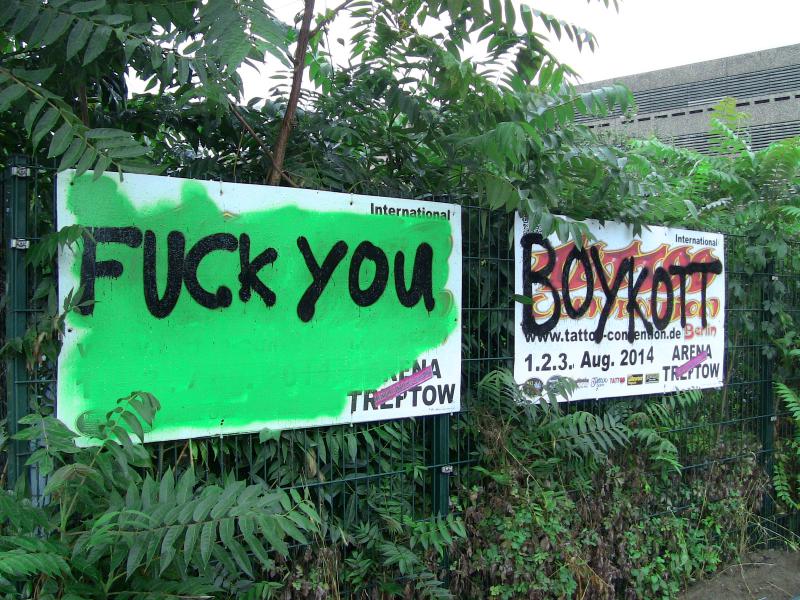 International
FUCK YOU
ARENA
TREPTOW
International
BOYKOTT
www.tattoo-convention.de Berlin
1.2.3. Aug. 2014
ARENA
TREPTOW
TATTOO